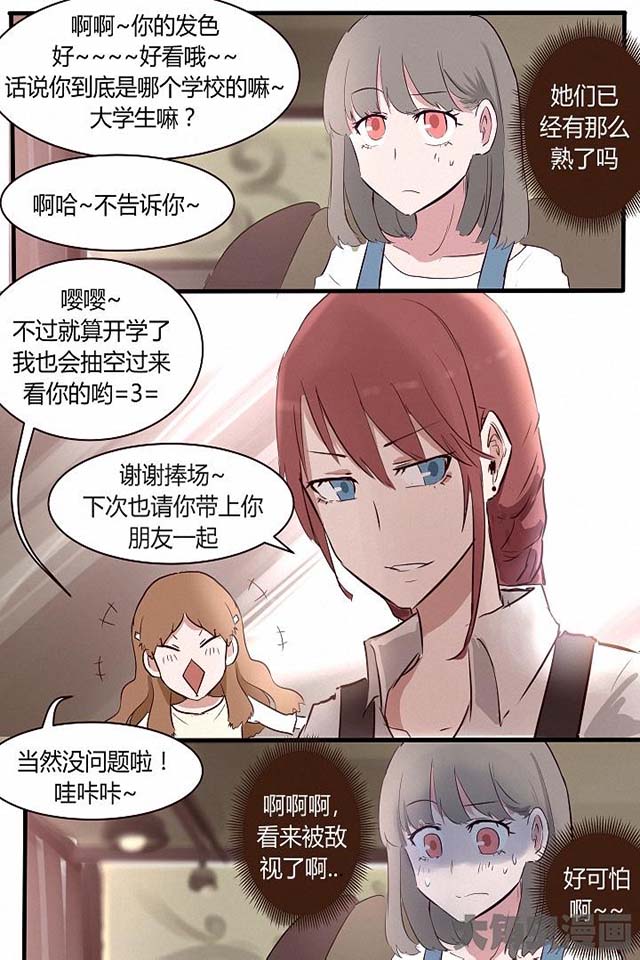 啊啊~你的发色
好~~~~好看哦~~
话说你到底是哪个学校的嘛~
大学生嘛？
她们已
经有那么
熟了吗
啊哈~不告诉你~
嘤嘤~
不过就算开学了
我也会抽空过来
看你的哟=3=
谢谢捧场~
下次也请你带上你
朋友一起
当然没问题啦！
哇咔咔~
啊啊啊，
看来被敌
视了啊..
好可怕
啊~~
漫画